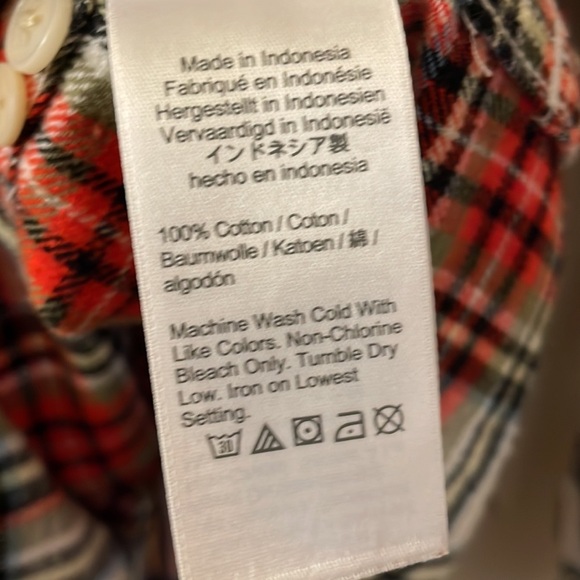 Made in Indonesia
Fabriqué en Indonésie
Hergestellt in Indonesien
Vervaardigd in Indonesië
インドネシア製
hecho en indonesia
100% Cotton / Coton /
Baumwolle / Katoen / 綿 /
algodón
Machine Wash Cold With
Like Colors. Non-Chlorine
Bleach Only. Tumble Dry
Low. Iron on Lowest
Setting.
30